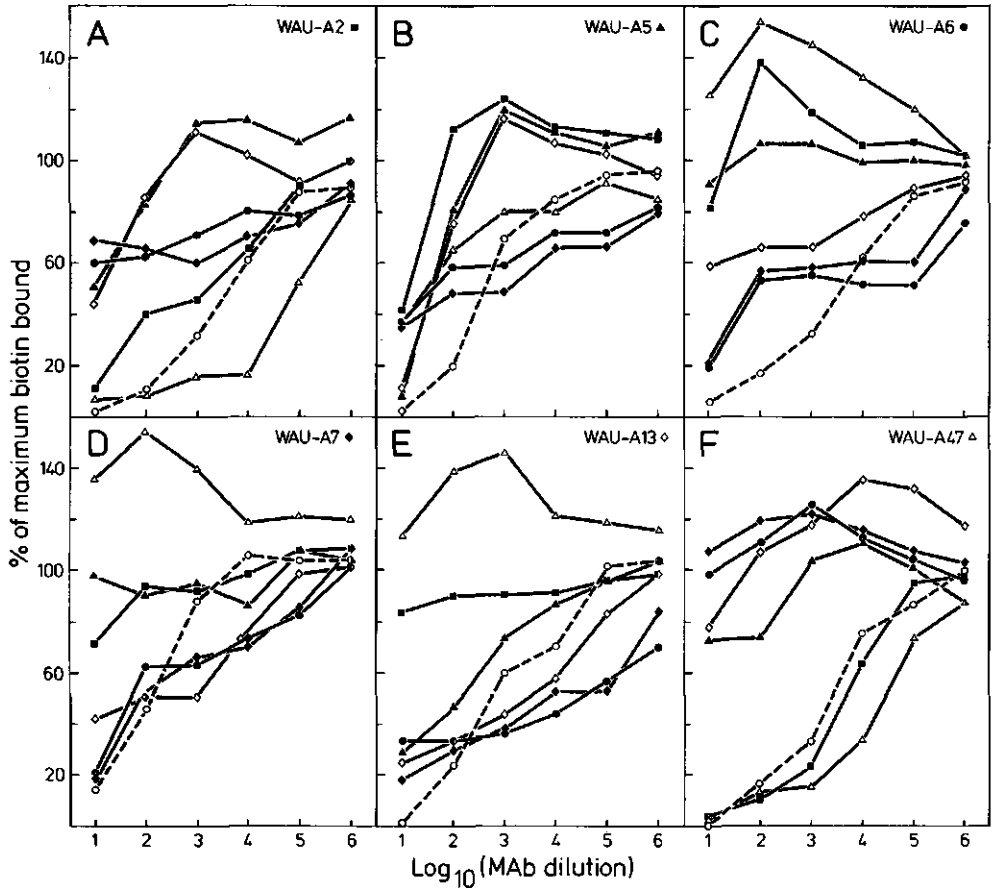 A
WAU-A2 ■
B
WAU-A5 ▲
C
WAU-A6 ●
140
100
60
20
D
WAU-A7 ◆
E
WAU-A13 ◇
F
WAU-A47 △
140
100
60
20
% of maximum biotin bound
1 2 3 4 5 6
1 2 3 4 5 6
1 2 3 4 5 6
Log10 (MAb dilution)